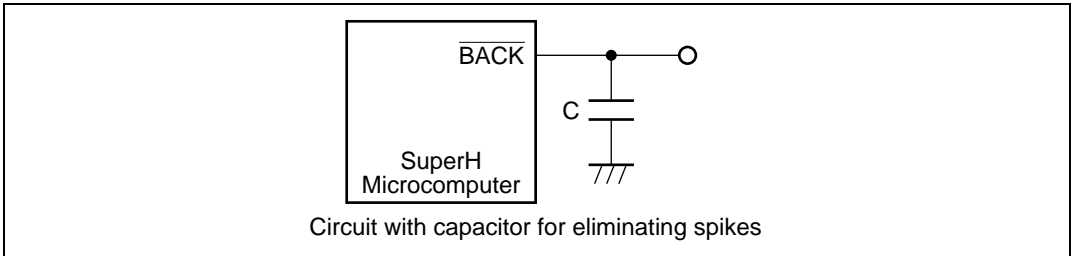 BACK
C
SuperH
Microcomputer
Circuit with capacitor for eliminating spikes